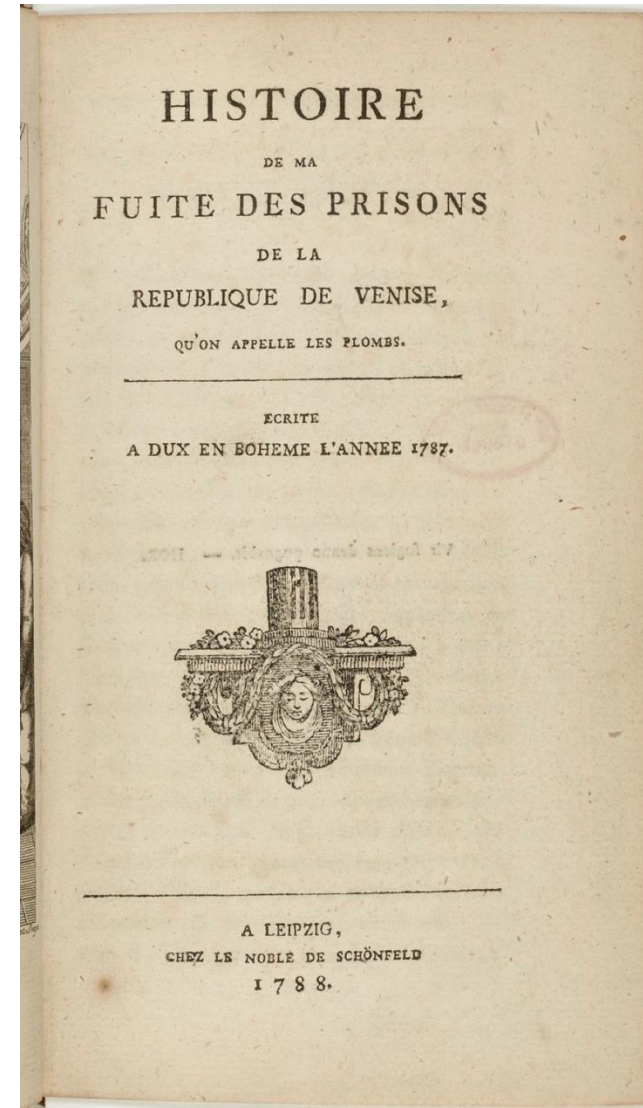 HISTOIRE
DE MA
FUITE DES PRISONS
DE LA
REPUBLIQUE DE VENISE,
QU'ON APPELLE LES PLOMBS.
ECRITE
A DUX EN BOHEME L'ANNEE 1787.
A LEIPZIG,
CHEZ LE NOBLE DE SCHÖNFELD
1788.